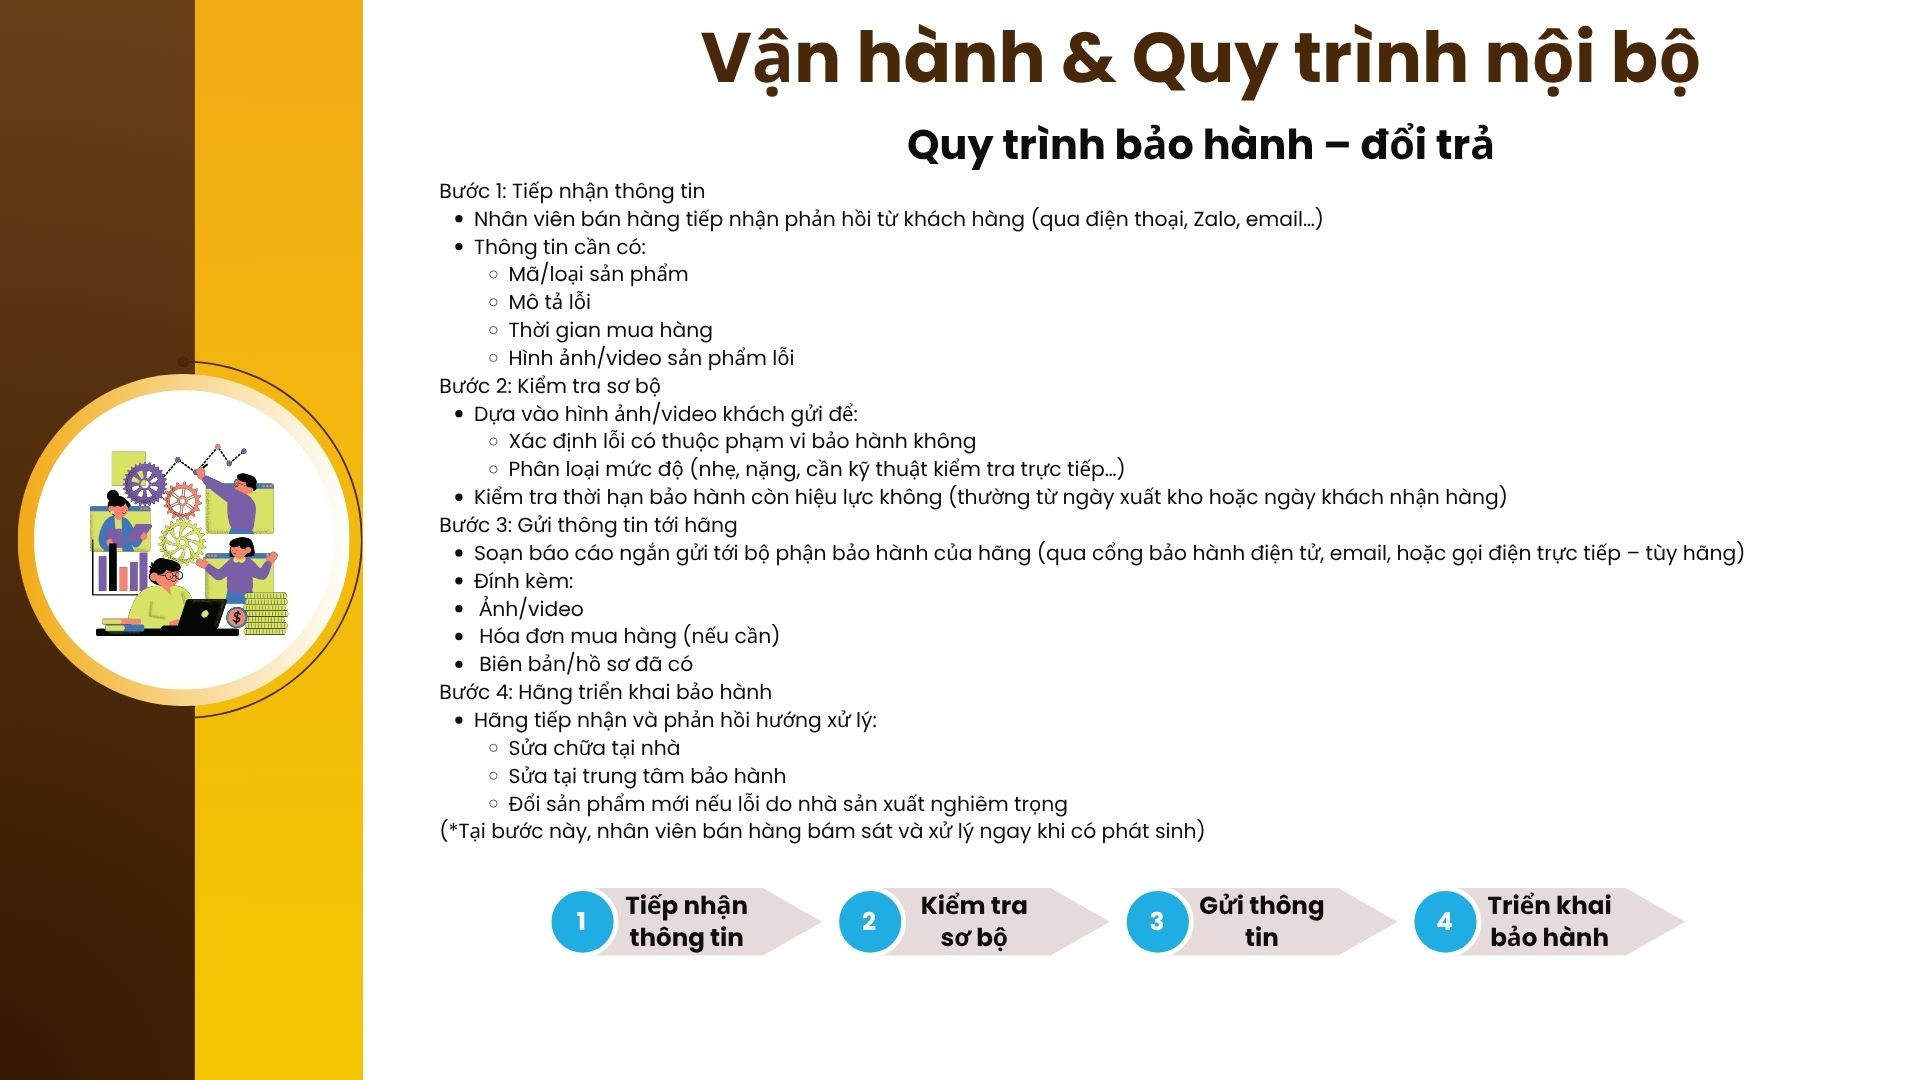 Vận hành & Quy trình nội bộ
Quy trình bảo hành – đổi trả
Bước 1: Tiếp nhận thông tin
• Nhân viên bán hàng tiếp nhận phản hồi từ khách hàng (qua điện thoại, Zalo, email...)
• Thông tin cần có:
○ Mã/loại sản phẩm
○ Mô tả lỗi
○ Thời gian mua hàng
○ Hình ảnh/video sản phẩm lỗi
Bước 2: Kiểm tra sơ bộ
• Dựa vào hình ảnh/video khách gửi để:
○ Xác định lỗi có thuộc phạm vi bảo hành không
○ Phân loại mức độ (nhẹ, nặng, cần kỹ thuật kiểm tra trực tiếp...)
• Kiểm tra thời hạn bảo hành còn hiệu lực không (thường từ ngày xuất kho hoặc ngày khách nhận hàng)
Bước 3: Gửi thông tin tới hãng
• Soạn báo cáo ngắn gửi tới bộ phận bảo hành của hãng (qua cổng bảo hành điện tử, email, hoặc gọi điện trực tiếp – tùy hãng)
• Đính kèm:
• Ảnh/video
• Hóa đơn mua hàng (nếu cần)
• Biên bản/hồ sơ đã có
Bước 4: Hãng triển khai bảo hành
• Hãng tiếp nhận và phản hồi hướng xử lý:
○ Sửa chữa tại nhà
○ Sửa tại trung tâm bảo hành
○ Đổi sản phẩm mới nếu lỗi do nhà sản xuất nghiêm trọng
(*Tại bước này, nhân viên bán hàng bám sát và xử lý ngay khi có phát sinh)
1
Tiếp nhận
thông tin
2
Kiểm tra
sơ bộ
3
Gửi thông
tin
4
Triển khai
bảo hành
$